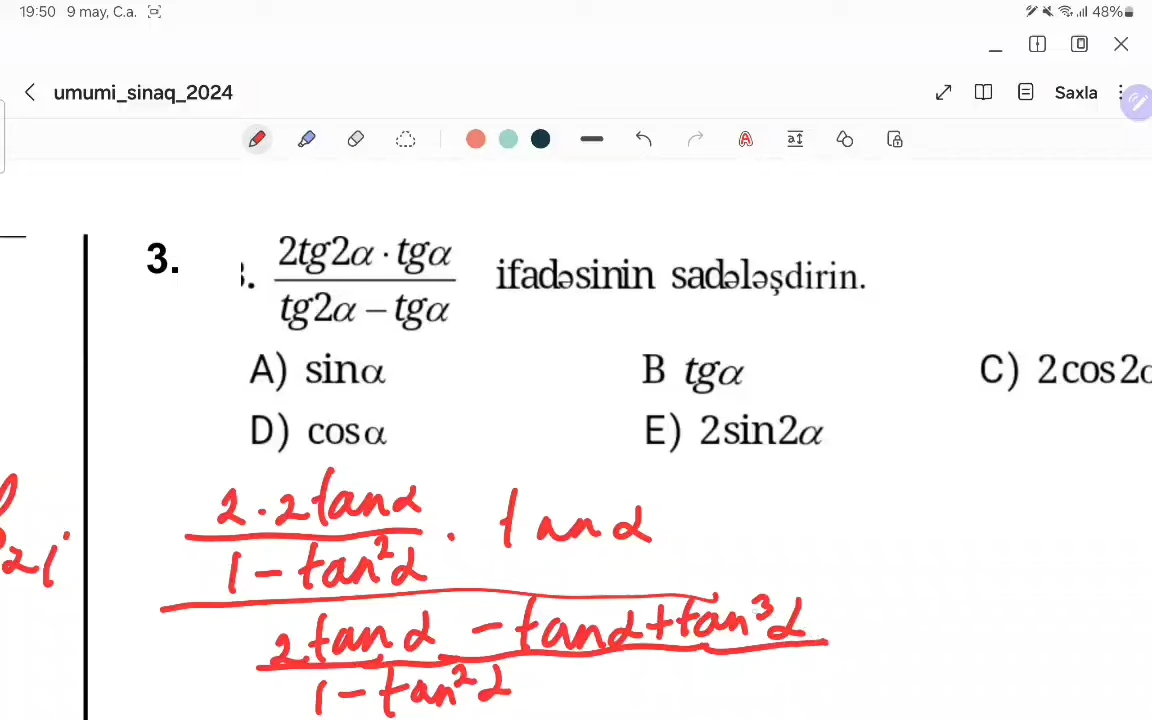 19:50 9 may, C.a. 48%
umumi_sinaq_2024 Saxla
3. 2tg2α · tgα / tg2α − tgα ifadəsinin sadələşdirin.
A) sinα B tgα C) 2cos2α
D) cosα E) 2sin2α
2 · 2tanα / 1 − tan²α · tanα
2tanα − tanα + tan³α / 1 − tan²α